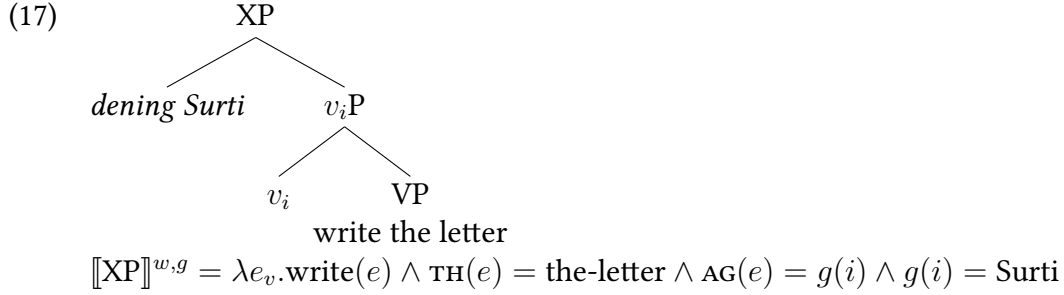 (17) XP
dening Surti v_iP
v_i VP
write the letter
⟦XP⟧^{w,g} = λe_v.write(e) ∧ TH(e) = the-letter ∧ AG(e) = g(i) ∧ g(i) = Surti